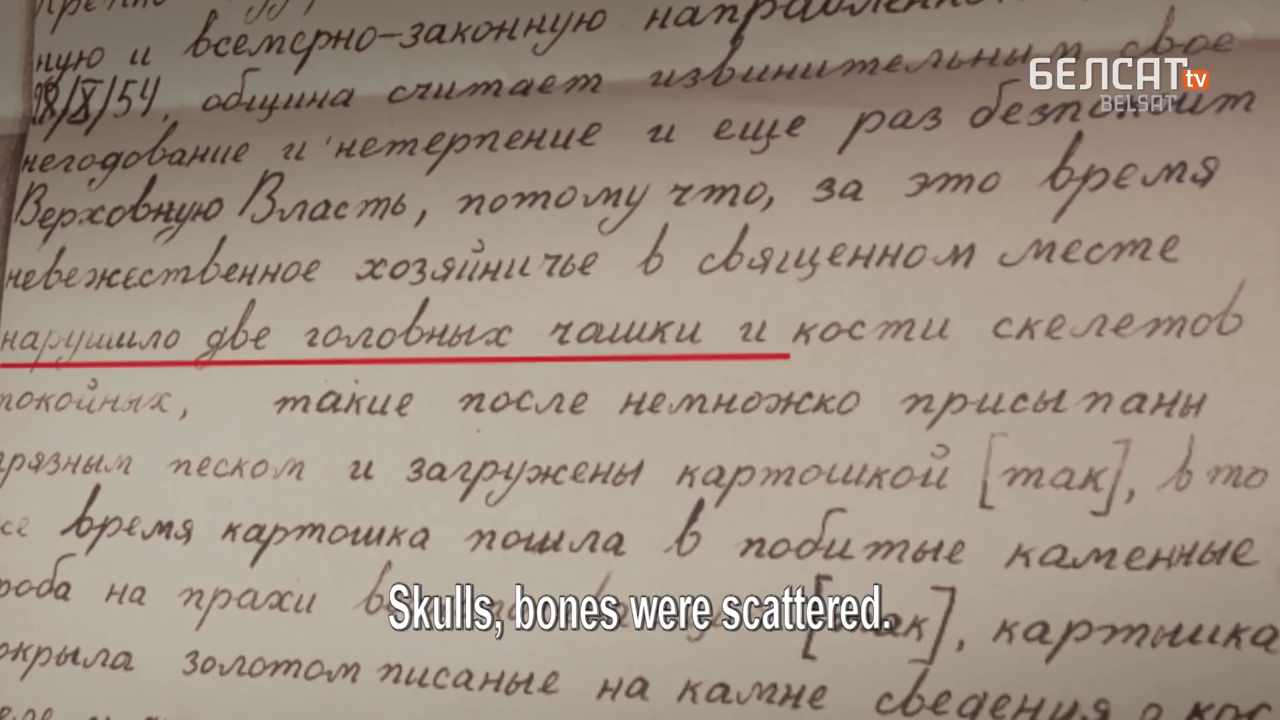 ную и всемерно-законную
28/X/54, община считает извинительным свое
негодование и нетерпение и еще раз безпокоит
Верховную Власть, потому что, за это время
невежественное хозяйничье в священном месте
нарушило две головных чашки и кости скелетов
покойных, такие после немножко присыпаны
грязным песком и загружены картошкой [так], в то
же время картошка пошла в побитые каменные
гроба на прахи [так], картошка
покрыла золотом писаные на камне сведения о
БЕЛСАТ tv
BELSAT
Skulls, bones were scattered.